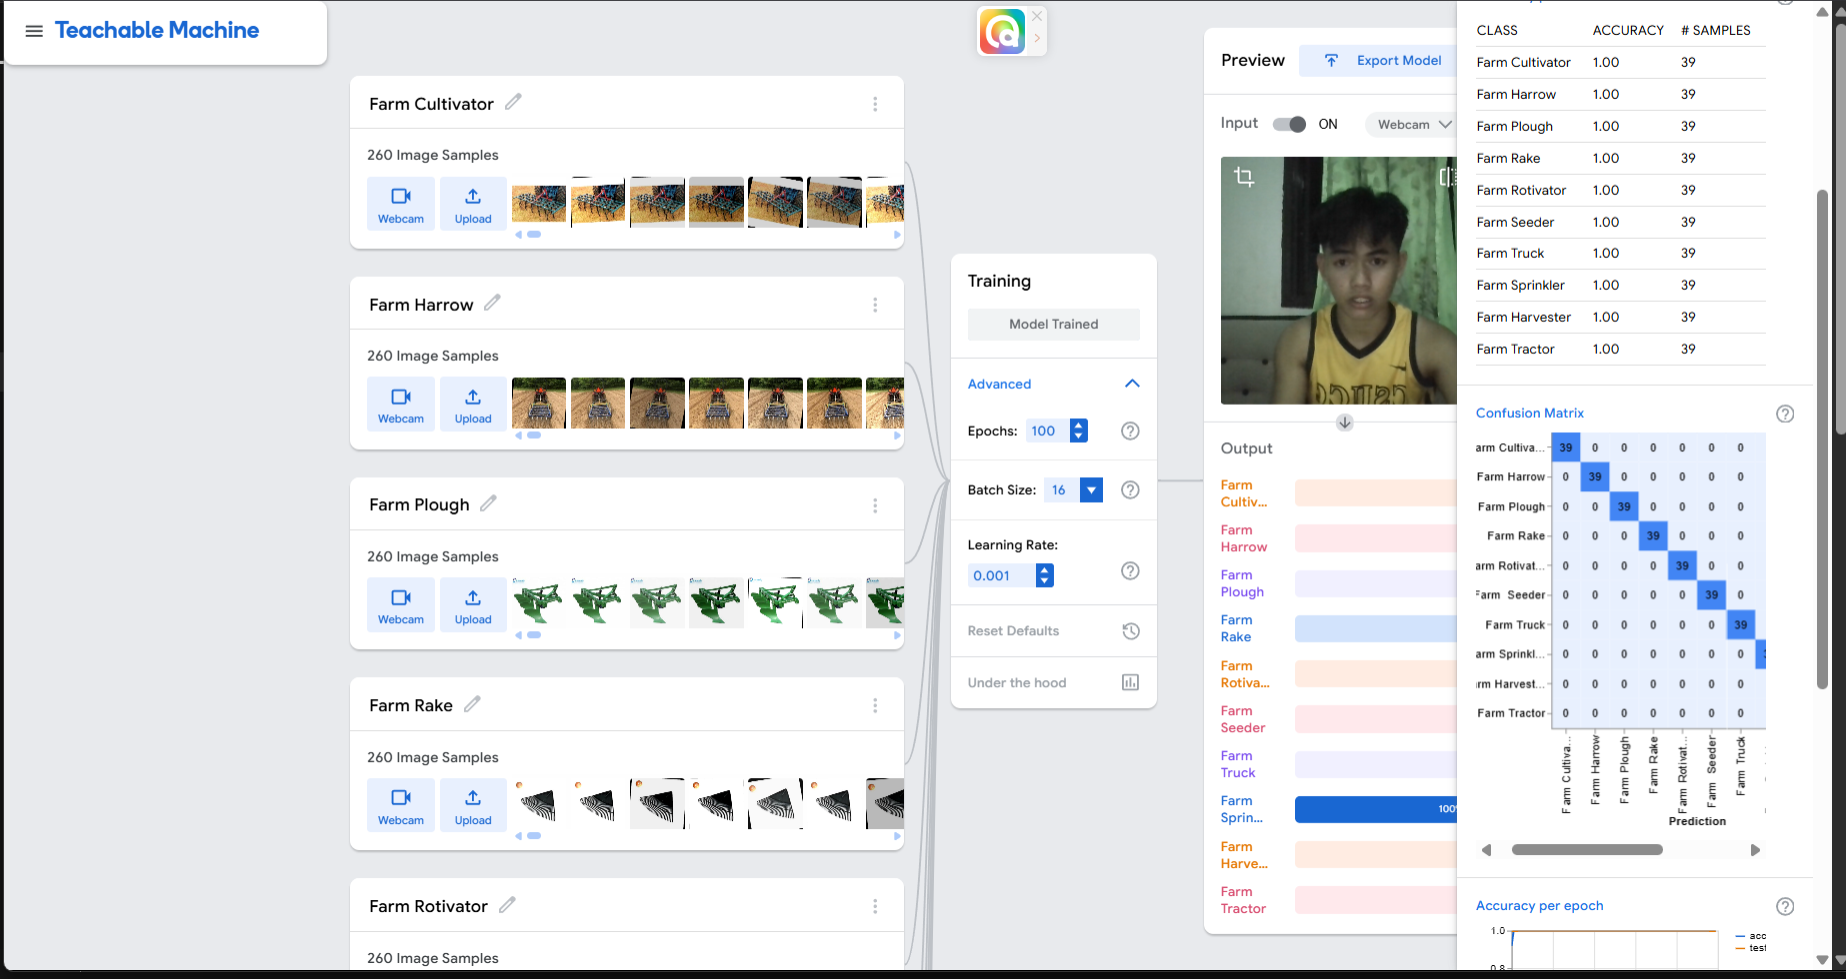 Teachable Machine
Farm Cultivator
260 Image Samples
Webcam
Upload
Farm Harrow
260 Image Samples
Webcam
Upload
Farm Plough
260 Image Samples
Webcam
Upload
Farm Rake
260 Image Samples
Webcam
Upload
Farm Rotivator
260 Image Samples
Training
Model Trained
Advanced
Epochs: 100
Batch Size: 16
Learning Rate:
0.001
Reset Defaults
Under the hood
Preview
Export Model
Input ON Webcam
Output
Farm
Cultiv...
Farm
Harrow
Farm
Plough
Farm
Rake
Farm
Rotiva...
Farm
Seeder
Farm
Truck
Farm
Sprin...
100%
Farm
Harve...
Farm
Tractor
CLASS ACCURACY # SAMPLES
Farm Cultivator 1.00 39
Farm Harrow 1.00 39
Farm Plough 1.00 39
Farm Rake 1.00 39
Farm Rotivator 1.00 39
Farm Seeder 1.00 39
Farm Truck 1.00 39
Farm Sprinkler 1.00 39
Farm Harvester 1.00 39
Farm Tractor 1.00 39
Confusion Matrix
arm Cultiva... 39 0 0 0 0 0 0
Farm Harrow 0 39 0 0 0 0 0
Farm Plough 0 0 39 0 0 0 0
Farm Rake 0 0 0 39 0 0 0
arm Rotivat... 0 0 0 0 39 0 0
Farm Seeder 0 0 0 0 0 39 0
Farm Truck 0 0 0 0 0 0 39
arm Sprinkl... 0 0 0 0 0 0 0
rm Harvest... 0 0 0 0 0 0 0
Farm Tractor 0 0 0 0 0 0 0
Farm Cultiva...
Farm Harrow
Farm Plough
Farm Rake
Farm Rotivat...
Farm Seeder
Farm Truck
Prediction
Accuracy per epoch
1.0
0.8
acc
test